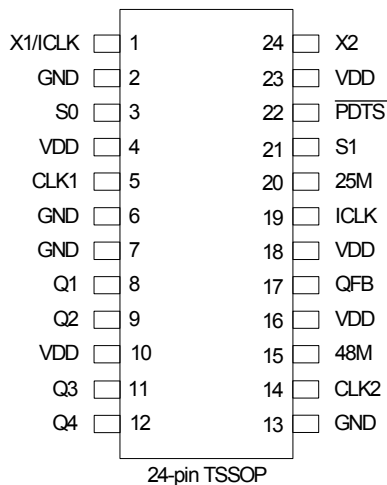 X1/ICLK 1 24 X2
GND 2 23 VDD
S0 3 22 PDTS
VDD 4 21 S1
CLK1 5 20 25M
GND 6 19 ICLK
GND 7 18 VDD
Q1 8 17 QFB
Q2 9 16 VDD
VDD 10 15 48M
Q3 11 14 CLK2
Q4 12 13 GND
24-pin TSSOP